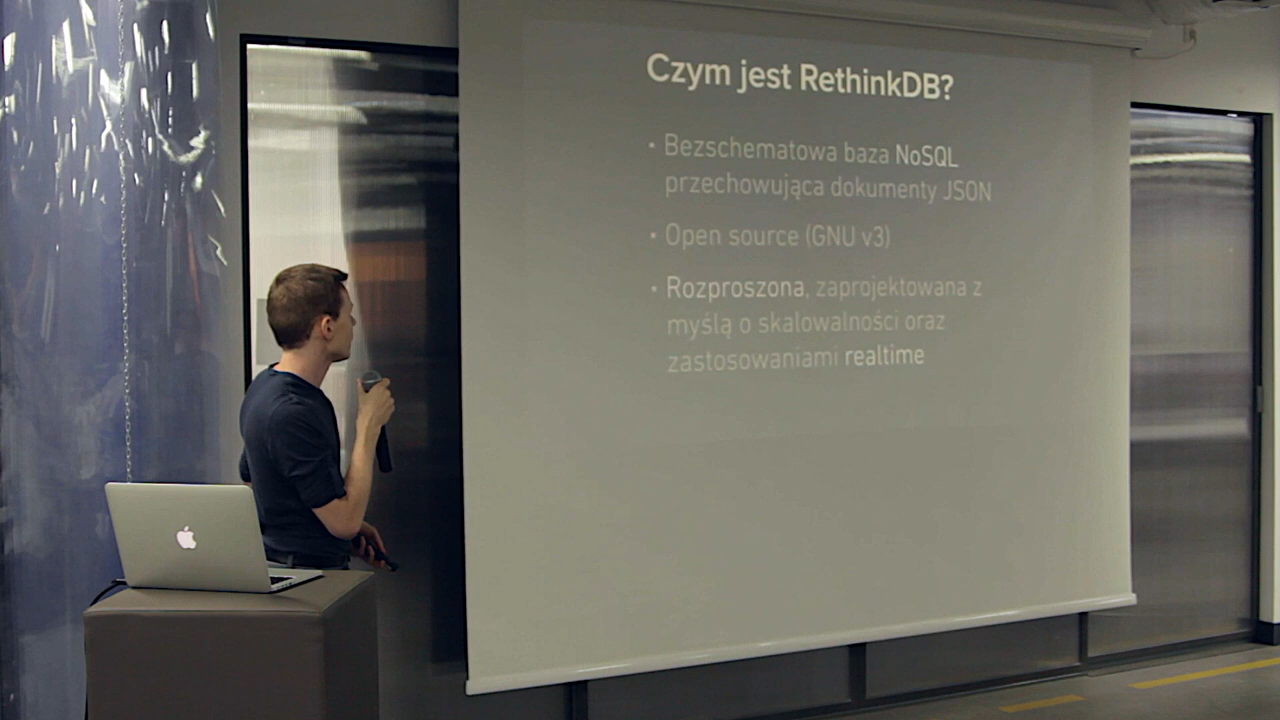 Czym jest RethinkDB?
• Bezschematowa baza NoSQL
przechowująca dokumenty JSON
• Open source (GNU v3)
• Rozproszona, zaprojektowana z
myślą o skalowalności oraz
zastosowaniami realtime